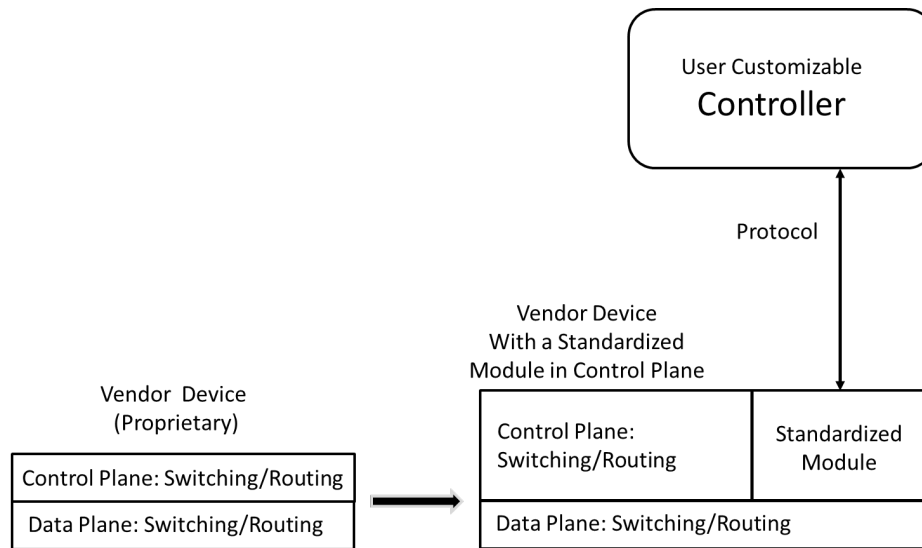 User Customizable
Controller
Protocol
Vendor Device
With a Standardized
Module in Control Plane
Vendor Device
(Proprietary)
Control Plane:
Switching/Routing
Standardized
Module
Control Plane: Switching/Routing
Data Plane: Switching/Routing
Data Plane: Switching/Routing